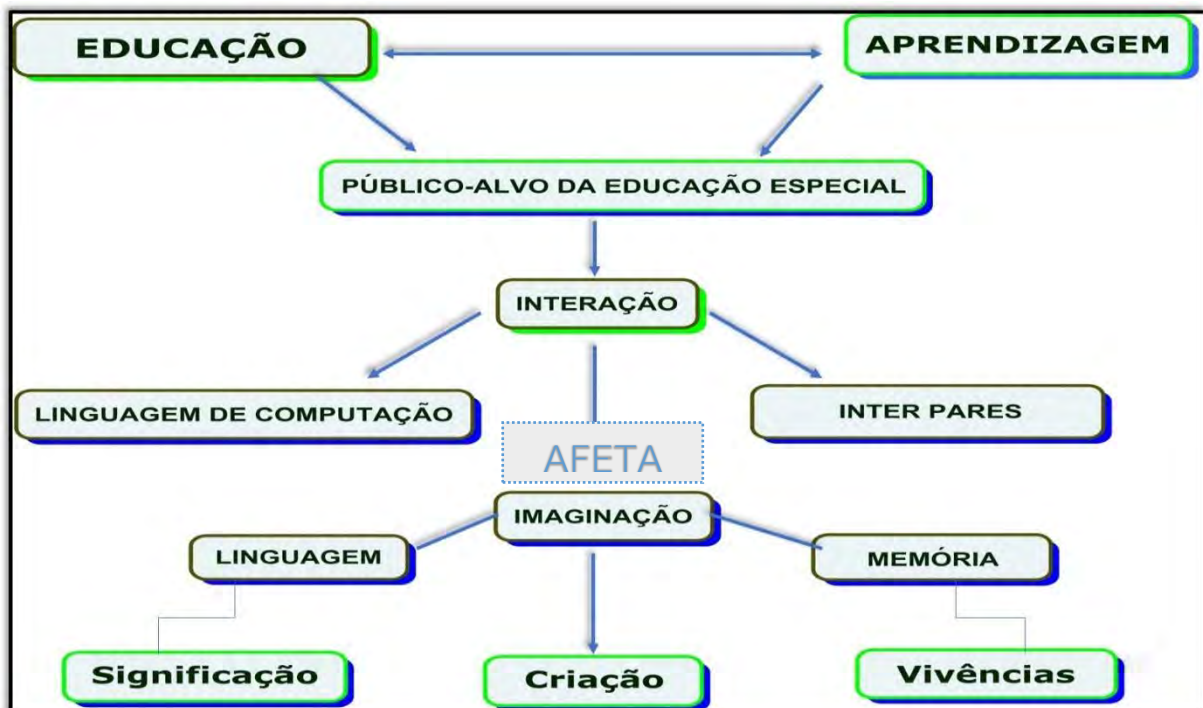 EDUCAÇÃO
APRENDIZAGEM
PÚBLICO-ALVO DA EDUCAÇÃO ESPECIAL
INTERAÇÃO
LINGUAGEM DE COMPUTAÇÃO
INTER PARES
AFETA
IMAGINAÇÃO
LINGUAGEM
MEMÓRIA
Significação
Criação
Vivências